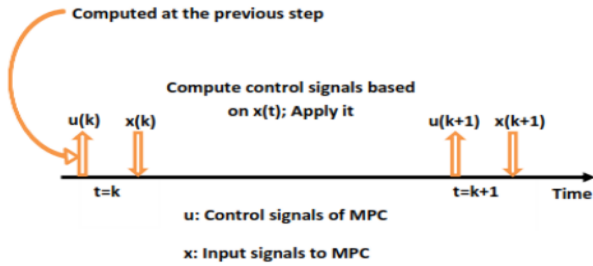 Computed at the previous step
Compute control signals based
on x(t); Apply it
u(k) x(k) u(k+1) x(k+1)
t=k t=k+1 Time
u: Control signals of MPC
x: Input signals to MPC